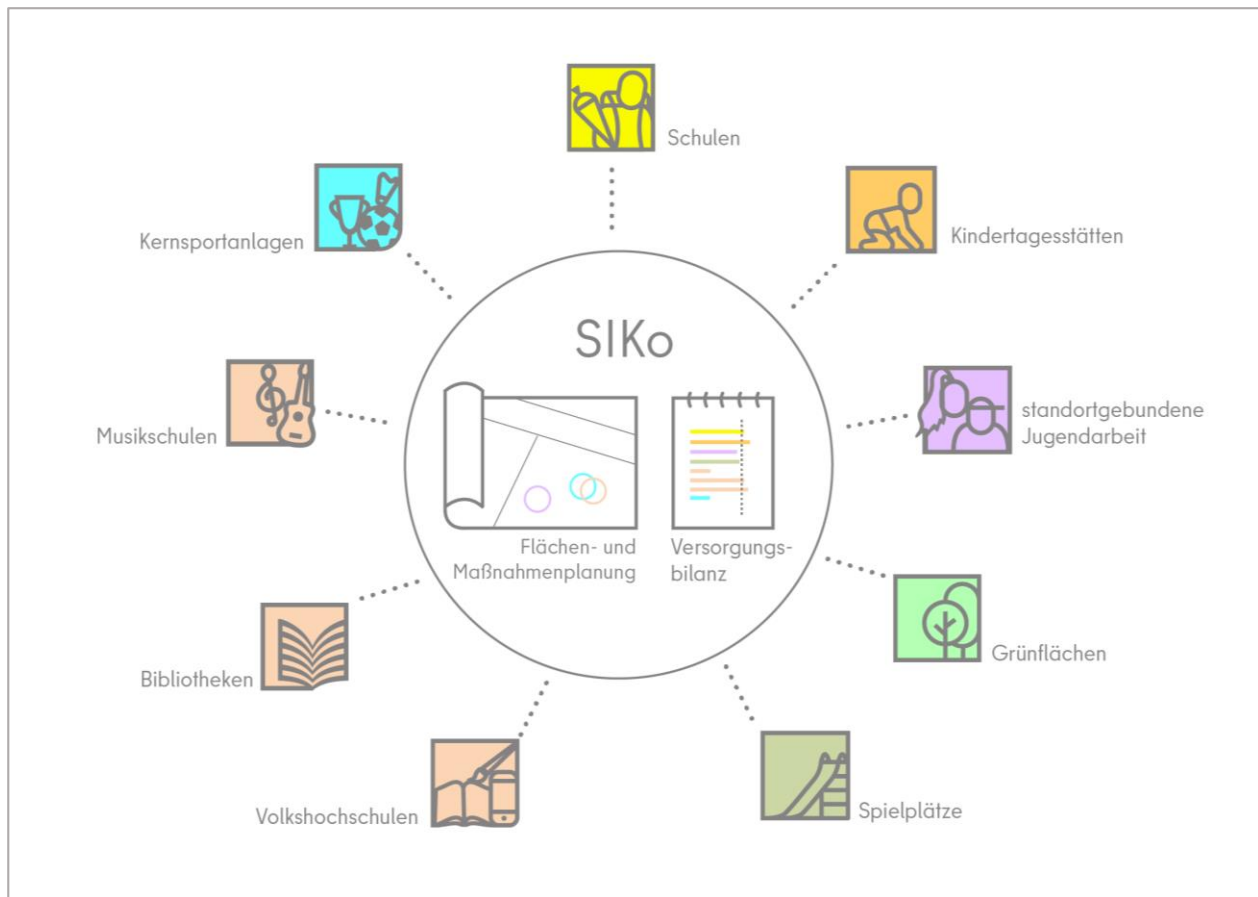 Schulen
Kernsportanlagen
Kindertagesstätten
SIKo
Musikschulen
standortgebundene
Jugendarbeit
Flächen- und
Maßnahmenplanung
Versorgungs-
bilanz
Grünflächen
Bibliotheken
Volkshochschulen
Spielplätze